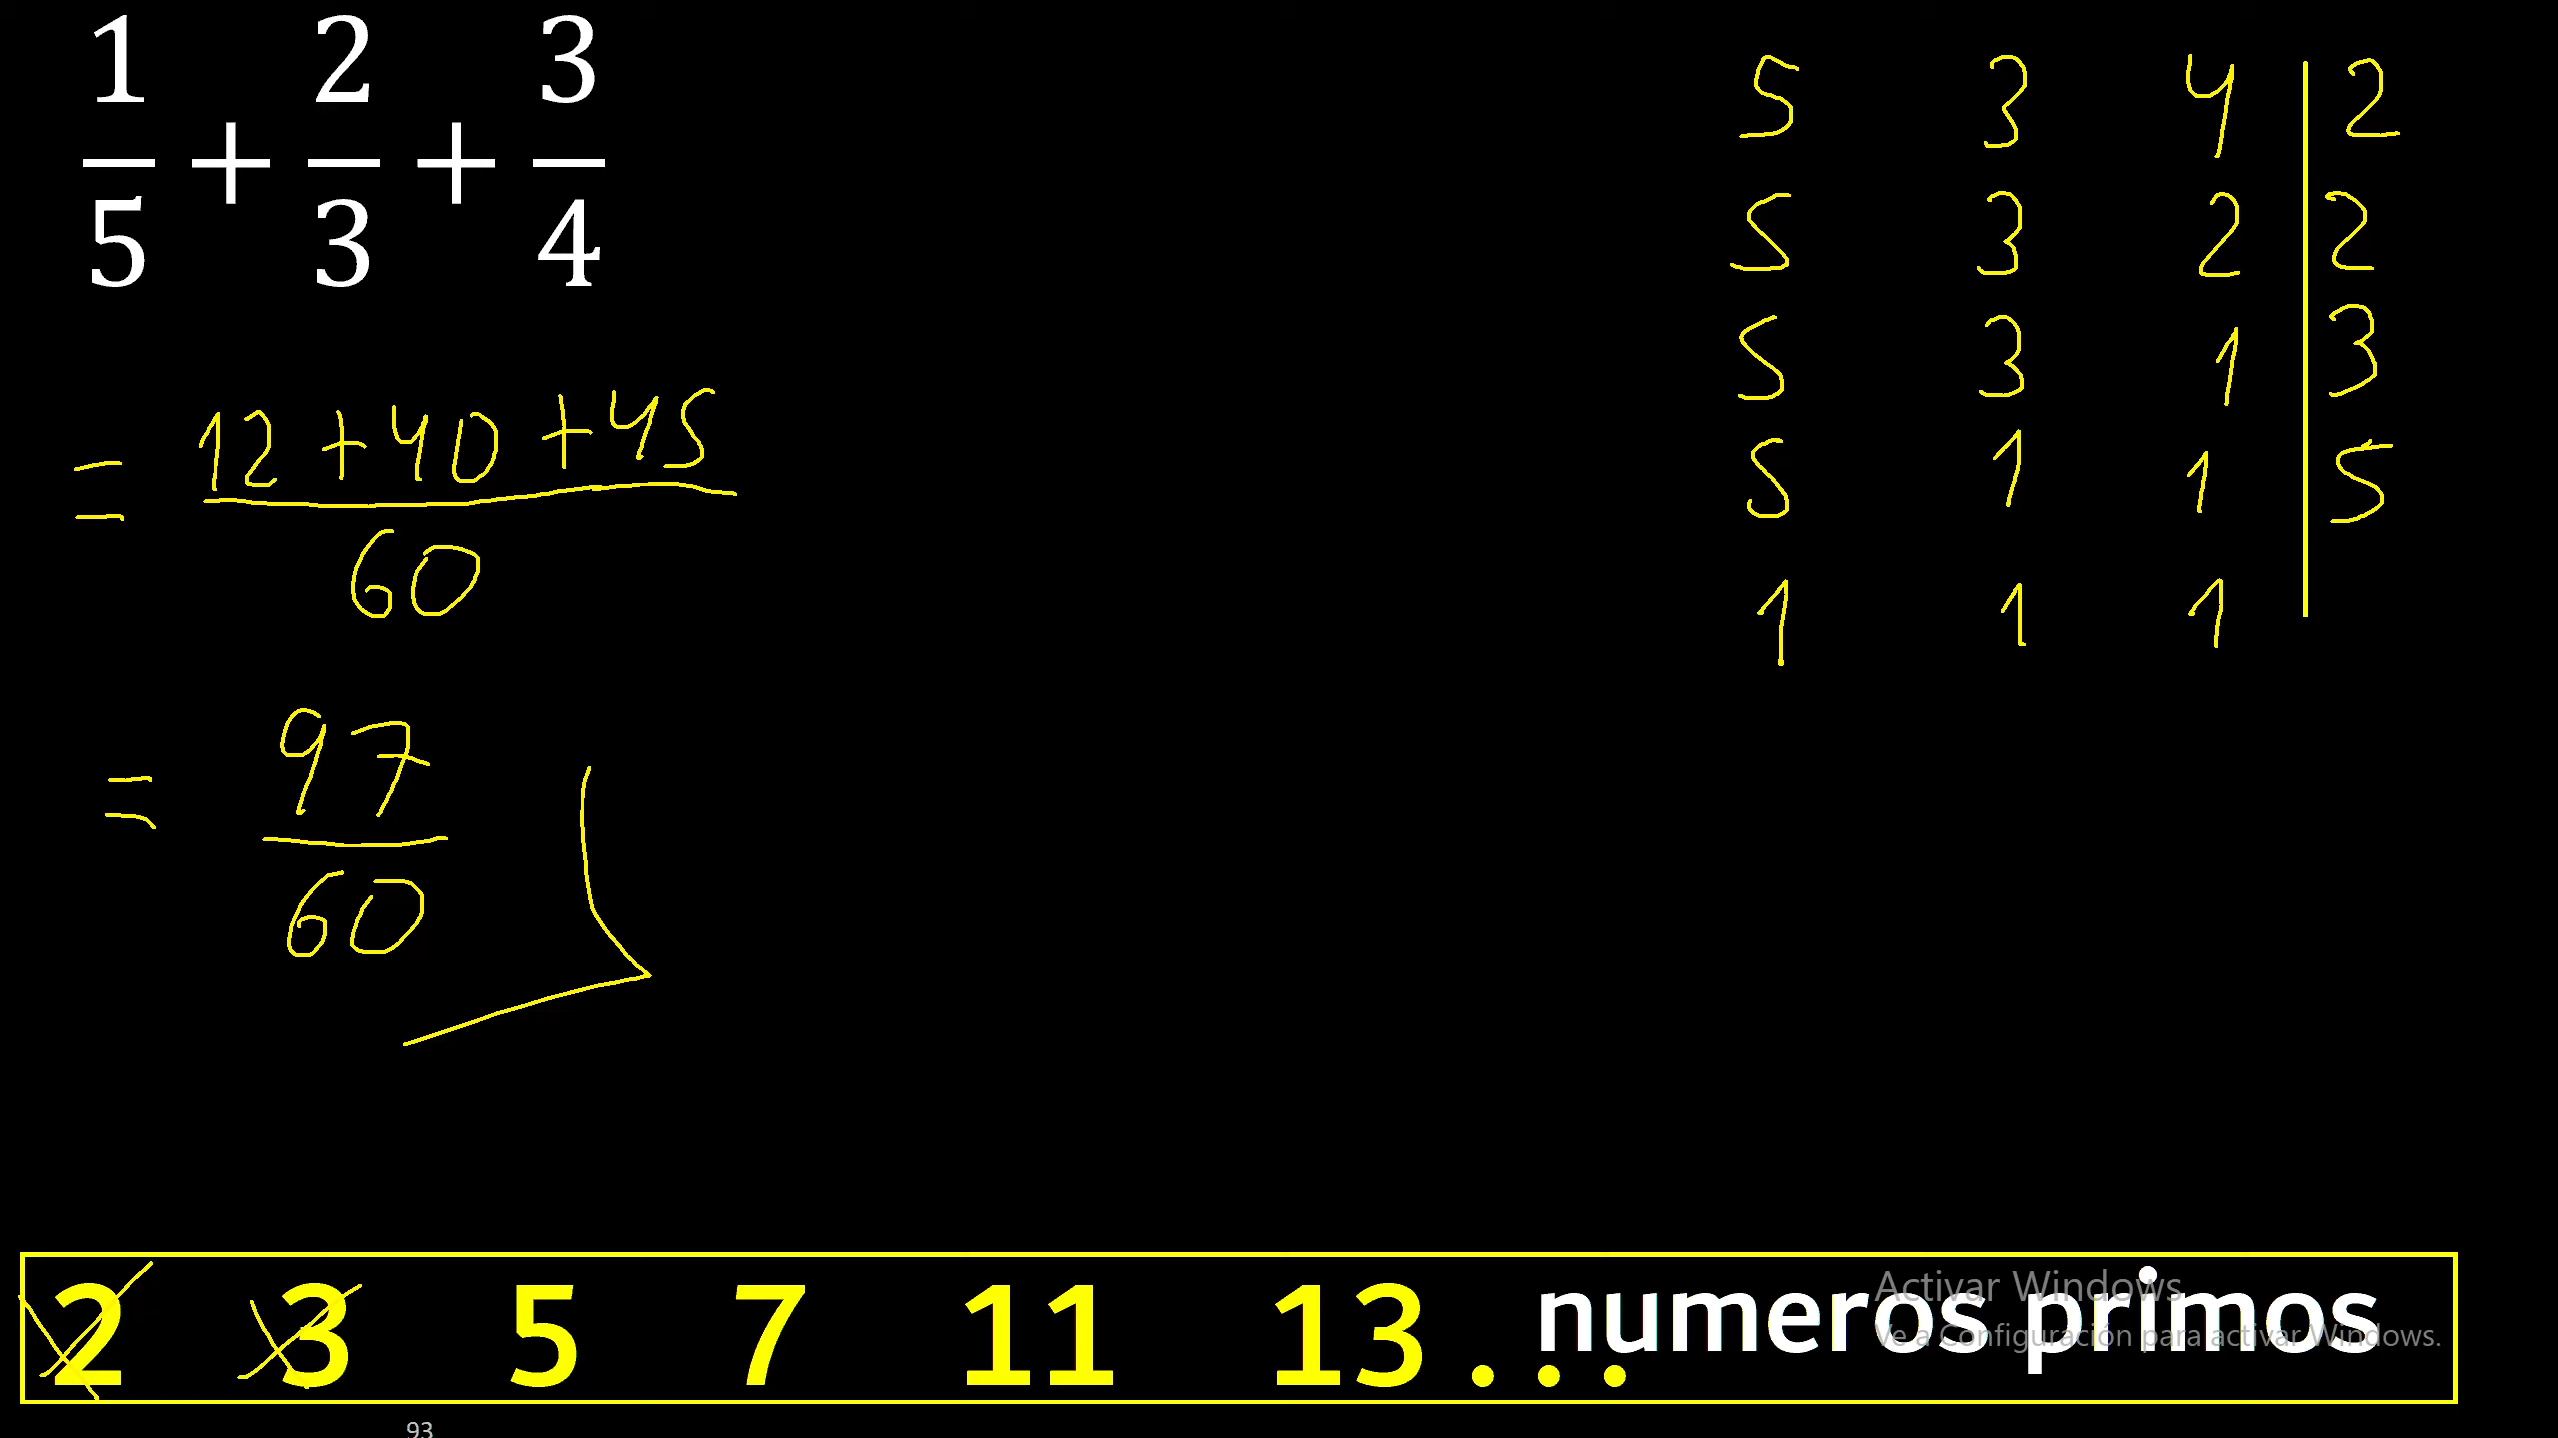 1/5 + 2/3 + 3/4
= 12 + 40 + 45 / 60
= 97 / 60
5 3 4 | 2
5 3 2 | 2
5 3 1 | 3
5 1 1 | 5
1 1 1
2 3 5 7 11 13 ... numeros primos
Activar Windows
Ve a Configuración para activar Windows.
93